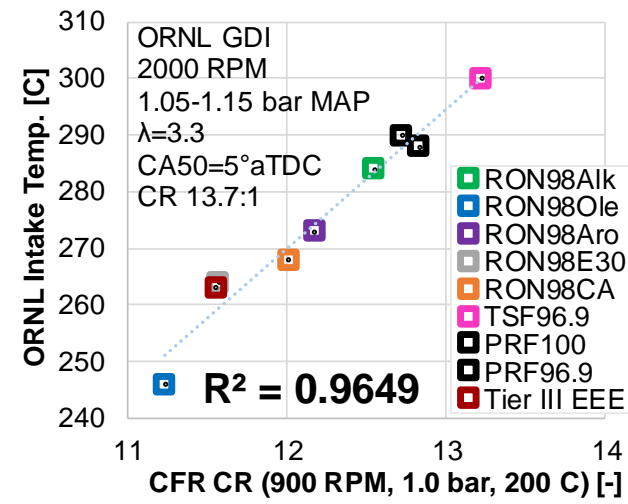 310
300
290
280
270
260
250
240
ORNL Intake Temp. [C]
ORNL GDI
2000 RPM
1.05-1.15 bar MAP
λ=3.3
CA50=5°aTDC
CR 13.7:1
RON98Alk
RON98Ole
RON98Aro
RON98E30
RON98CA
TSF96.9
PRF100
PRF96.9
Tier III EEE
R² = 0.9649
11 12 13 14
CFR CR (900 RPM, 1.0 bar, 200 C) [-]